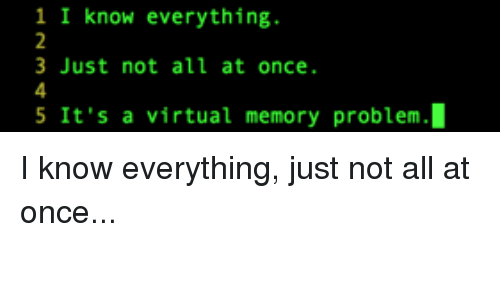 1 I know everything.
2
3 Just not all at once.
4
5 It's a virtual memory problem.
I know everything, just not all at
once...